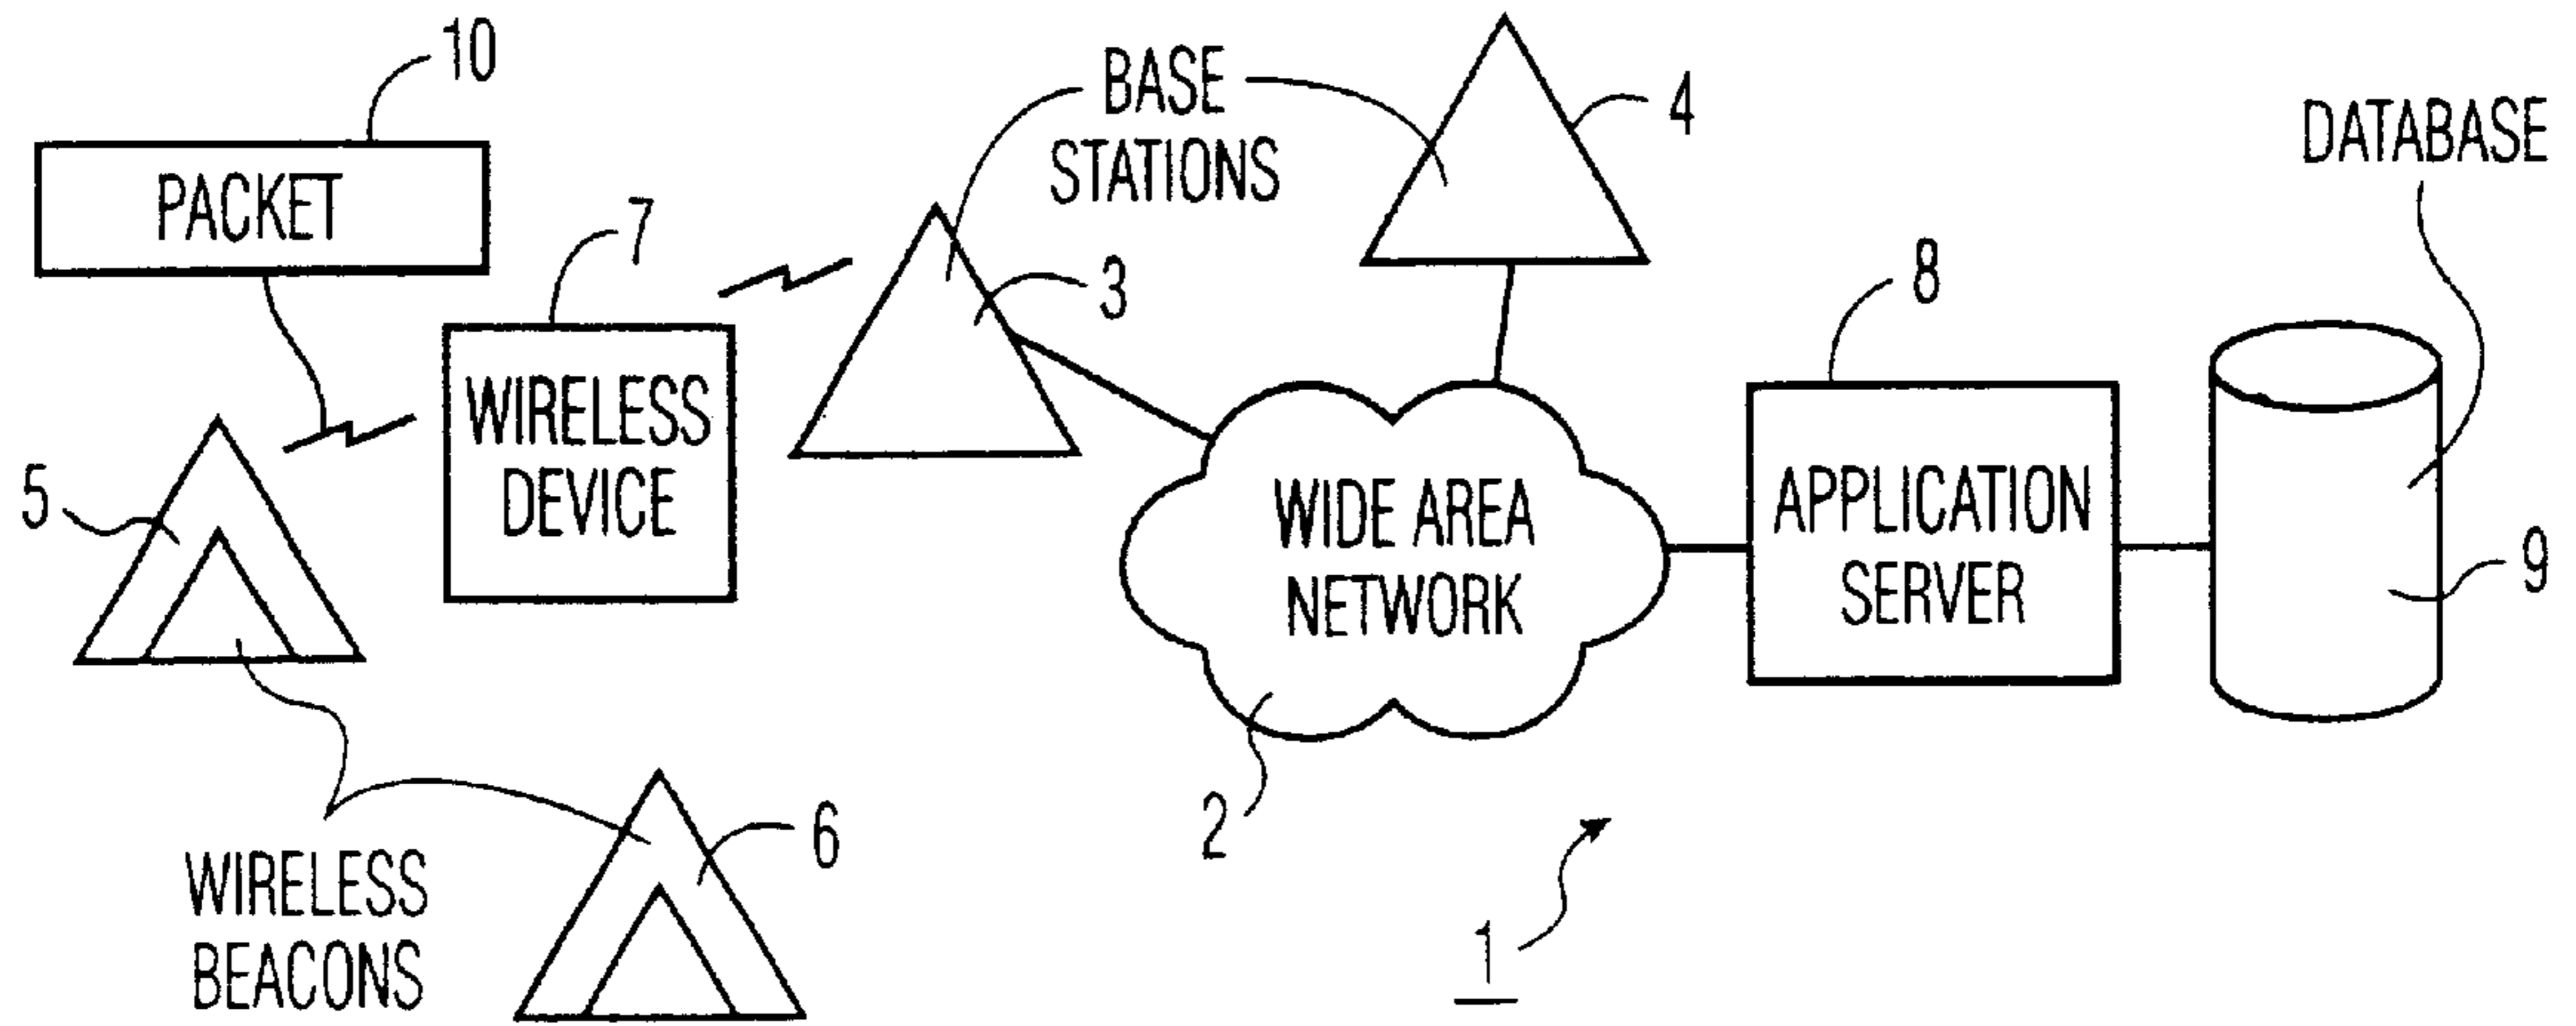 10
PACKET
7
WIRELESS
DEVICE
BASE
STATIONS
3
4
DATABASE
8
5
WIDE AREA
NETWORK
APPLICATION
SERVER
9
2
6
WIRELESS
BEACONS
1